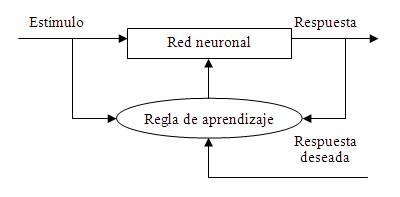 Estímulo
Respuesta
Red neuronal
Regla de aprendizaje
Respuesta
deseada